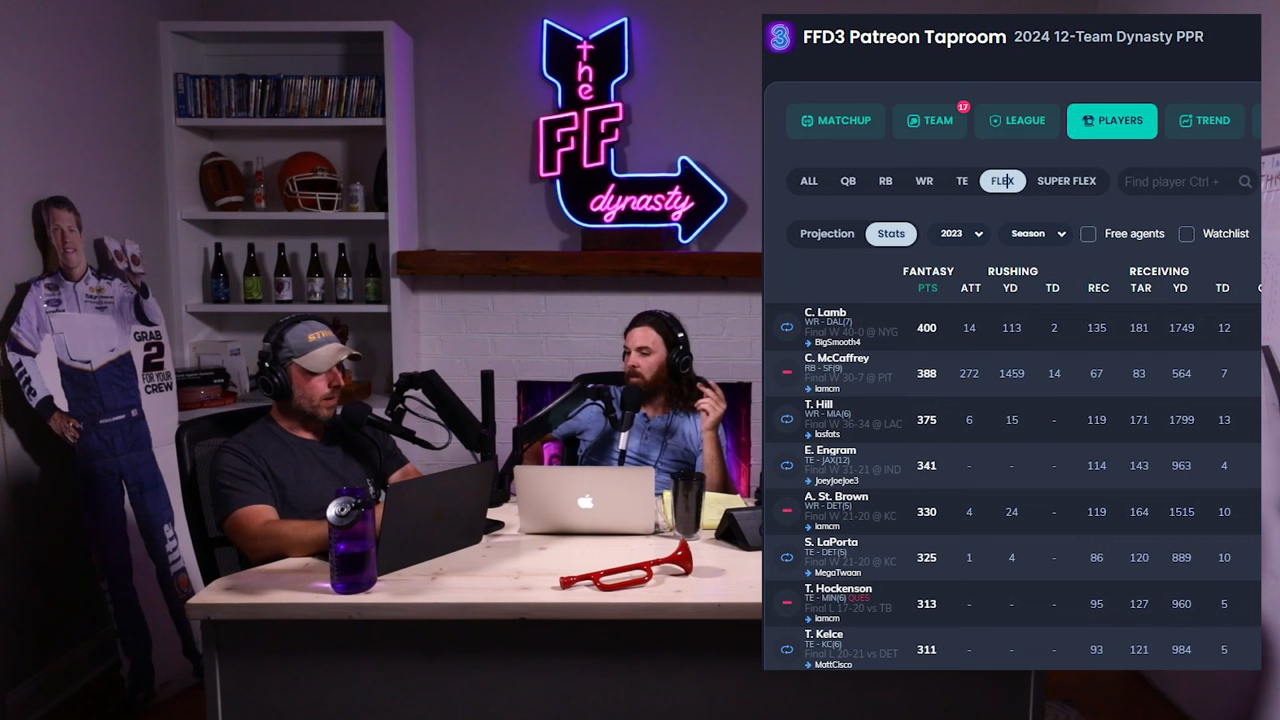 the
FF
dynasty
STIHL
GRAB
2
FOR YOUR
CREW
lite
lite
3 FFD3 Patreon Taproom 2024 12-Team Dynasty PPR
MATCHUP TEAM 17 LEAGUE PLAYERS TREND
ALL QB RB WR TE FLEX SUPER FLEX Find player Ctrl +
Projection Stats 2023 Season Free agents Watchlist
FANTASY RUSHING RECEIVING
PTS ATT YD TD REC TAR YD TD
C. Lamb
WR - DAL(7)
Final W 40-0 @ NYG
BigSmooth4
400 14 113 2 135 181 1749 12
C. McCaffrey
RB - SF(9)
Final W 30-7 @ PIT
iamcm
388 272 1459 14 67 83 564 7
T. Hill
WR - MIA(6)
Final W 36-34 @ LAC
losfats
375 6 15 - 119 171 1799 13
E. Engram
TE - JAX(12)
Final W 31-21 @ IND
JoeyJoeJoe3
341 - - - 114 143 963 4
A. St. Brown
WR - DET(5)
Final W 21-20 @ KC
iamcm
330 4 24 - 119 164 1515 10
S. LaPorta
TE - DET(5)
Final W 21-20 @ KC
MegaTwaan
325 1 4 - 86 120 889 10
T. Hockenson
TE - MIN(6) QUES
Final L 17-20 vs TB
iamcm
313 - - - 95 127 960 5
T. Kelce
TE - KC(6)
Final L 20-21 vs DET
MattCisco
311 - - - 93 121 984 5